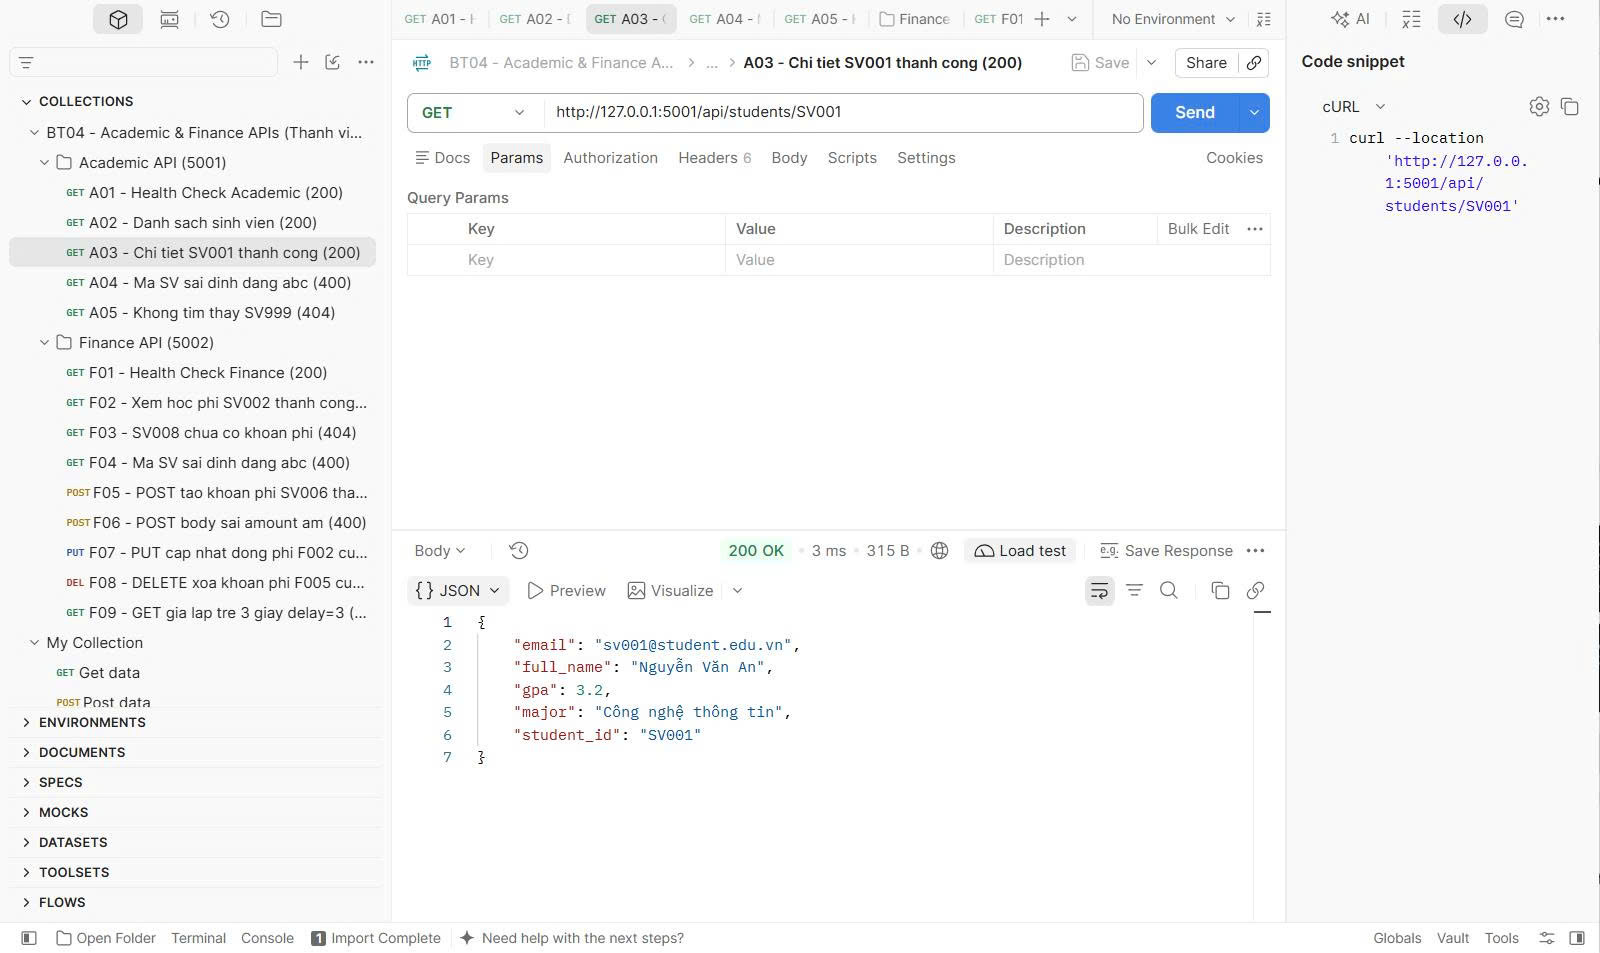 GET A01 - GET A02 - GET A03 - GET A04 - GET A05 - Finance GET F01 No Environment AI
COLLECTIONS
BT04 - Academic & Finance APIs (Thanh vi...
Academic API (5001)
GET A01 - Health Check Academic (200)
GET A02 - Danh sach sinh vien (200)
GET A03 - Chi tiet SV001 thanh cong (200)
GET A04 - Ma SV sai dinh dang abc (400)
GET A05 - Khong tim thay SV999 (404)
Finance API (5002)
GET F01 - Health Check Finance (200)
GET F02 - Xem hoc phi SV002 thanh cong...
GET F03 - SV008 chua co khoan phi (404)
GET F04 - Ma SV sai dinh dang abc (400)
POST F05 - POST tao khoan phi SV006 tha...
POST F06 - POST body sai amount am (400)
PUT F07 - PUT cap nhat dong phi F002 cu...
DEL F08 - DELETE xoa khoan phi F005 cu...
GET F09 - GET gia lap tre 3 giay delay=3 (...
My Collection
GET Get data
POST Post data
ENVIRONMENTS
DOCUMENTS
SPECS
MOCKS
DATASETS
TOOLSETS
FLOWS
HTTP BT04 - Academic & Finance A... > ... > A03 - Chi tiet SV001 thanh cong (200) Save Share
GET http://127.0.0.1:5001/api/students/SV001 Send
Docs Params Authorization Headers 6 Body Scripts Settings Cookies
Query Params
Key Value Description Bulk Edit
Key Value Description
Body 200 OK 3 ms 315 B Load test e.g. Save Response
{} JSON Preview Visualize
1 {
2 "email": "sv001@student.edu.vn",
3 "full_name": "Nguyễn Văn An",
4 "gpa": 3.2,
5 "major": "Công nghệ thông tin",
6 "student_id": "SV001"
7 }
Code snippet
cURL
1 curl --location
'http://127.0.0.
1:5001/api/
students/SV001'
Open Folder Terminal Console 1 Import Complete Need help with the next steps? Globals Vault Tools